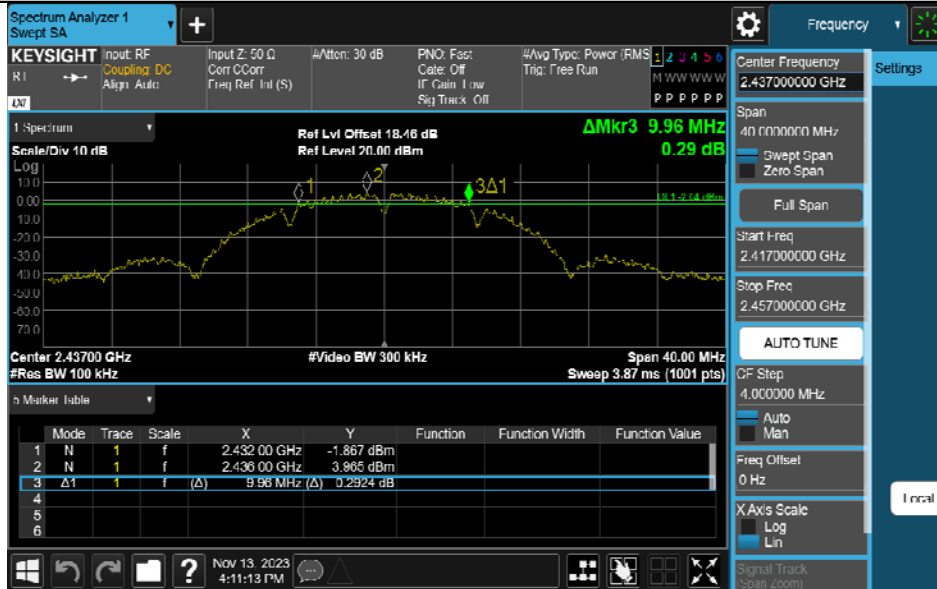 Spectrum Analyzer 1
Swept SA
+
Frequency
KEYSIGHT
Input: RF
Coupling: DC
Align: Auto
Input Z: 50 Ω
Corr CCorr
Freq Ref: Int (S)
#Atten: 30 dB
PNO: Fast
Gate: Off
IF Gain: Low
Sig Track: Off
#Avg Type: Power (RMS
Trig: Free Run
1 2 3 4 5 6
M W W W W W
P P P P P P
LXI
1 Spectrum
Scale/Div 10 dB
Ref Lvl Offset 18.46 dB
Ref Level 20.00 dBm
ΔMkr3 9.96 MHz
0.29 dB
Log
10.0
0.00
-10.0
-20.0
-30.0
-40.0
-50.0
-60.0
-70.0
1
2
3Δ1
DL1 -2.04 dBm
Center 2.43700 GHz
#Res BW 100 kHz
#Video BW 300 kHz
Span 40.00 MHz
Sweep 3.87 ms (1001 pts)
5 Marker Table
Mode Trace Scale X Y Function Function Width Function Value
1 N 1 f 2.432 00 GHz -1.867 dBm
2 N 1 f 2.436 00 GHz 3.965 dBm
3 Δ1 1 f (Δ) 9.96 MHz (Δ) 0.2924 dB
4
5
6
?
Nov 13, 2023
4:11:13 PM
Settings
Center Frequency
2.437000000 GHz
Span
40.0000000 MHz
Swept Span
Zero Span
Full Span
Start Freq
2.417000000 GHz
Stop Freq
2.457000000 GHz
AUTO TUNE
CF Step
4.000000 MHz
Auto
Man
Freq Offset
0 Hz
X Axis Scale
Log
Lin
Signal Track
(Span Zoom)
Local